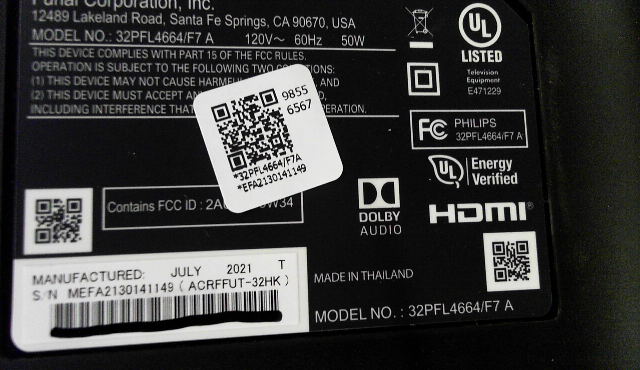 Funai Corporation, Inc.
12489 Lakeland Road, Santa Fe Springs, CA 90670, USA
MODEL NO.: 32PFL4664/F7 A 120V~ 60Hz 50W
THIS DEVICE COMPLIES WITH PART 15 OF THE FCC RULES.
OPERATION IS SUBJECT TO THE FOLLOWING TWO CONDITIONS:
(1) THIS DEVICE MAY NOT CAUSE HARMFUL AND
(2) THIS DEVICE MUST ACCEPT
INCLUDING INTERFERENCE THAT OPERATION.
9855
6567
*32PFL4664/F7A
*EFA2130141149
Contains FCC ID : 2A W34
UL
LISTED
Television
Equipment
E471229
FC PHILIPS
32PFL4664/F7 A
UL Energy
Verified
DOLBY
AUDIO
HDMI®
MANUFACTURED: JULY 2021 T
S/N MEFA2130141149 ( ACRFFUT-32HK )
MADE IN THAILAND
MODEL NO. : 32PFL4664/F7 A